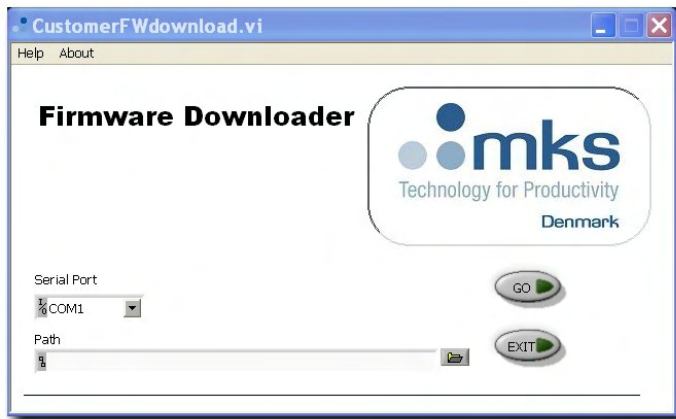 CustomerFWdownload.vi
Help About
Firmware Downloader
mks
Technology for Productivity
Denmark
Serial Port
COM1
GO
Path
EXIT